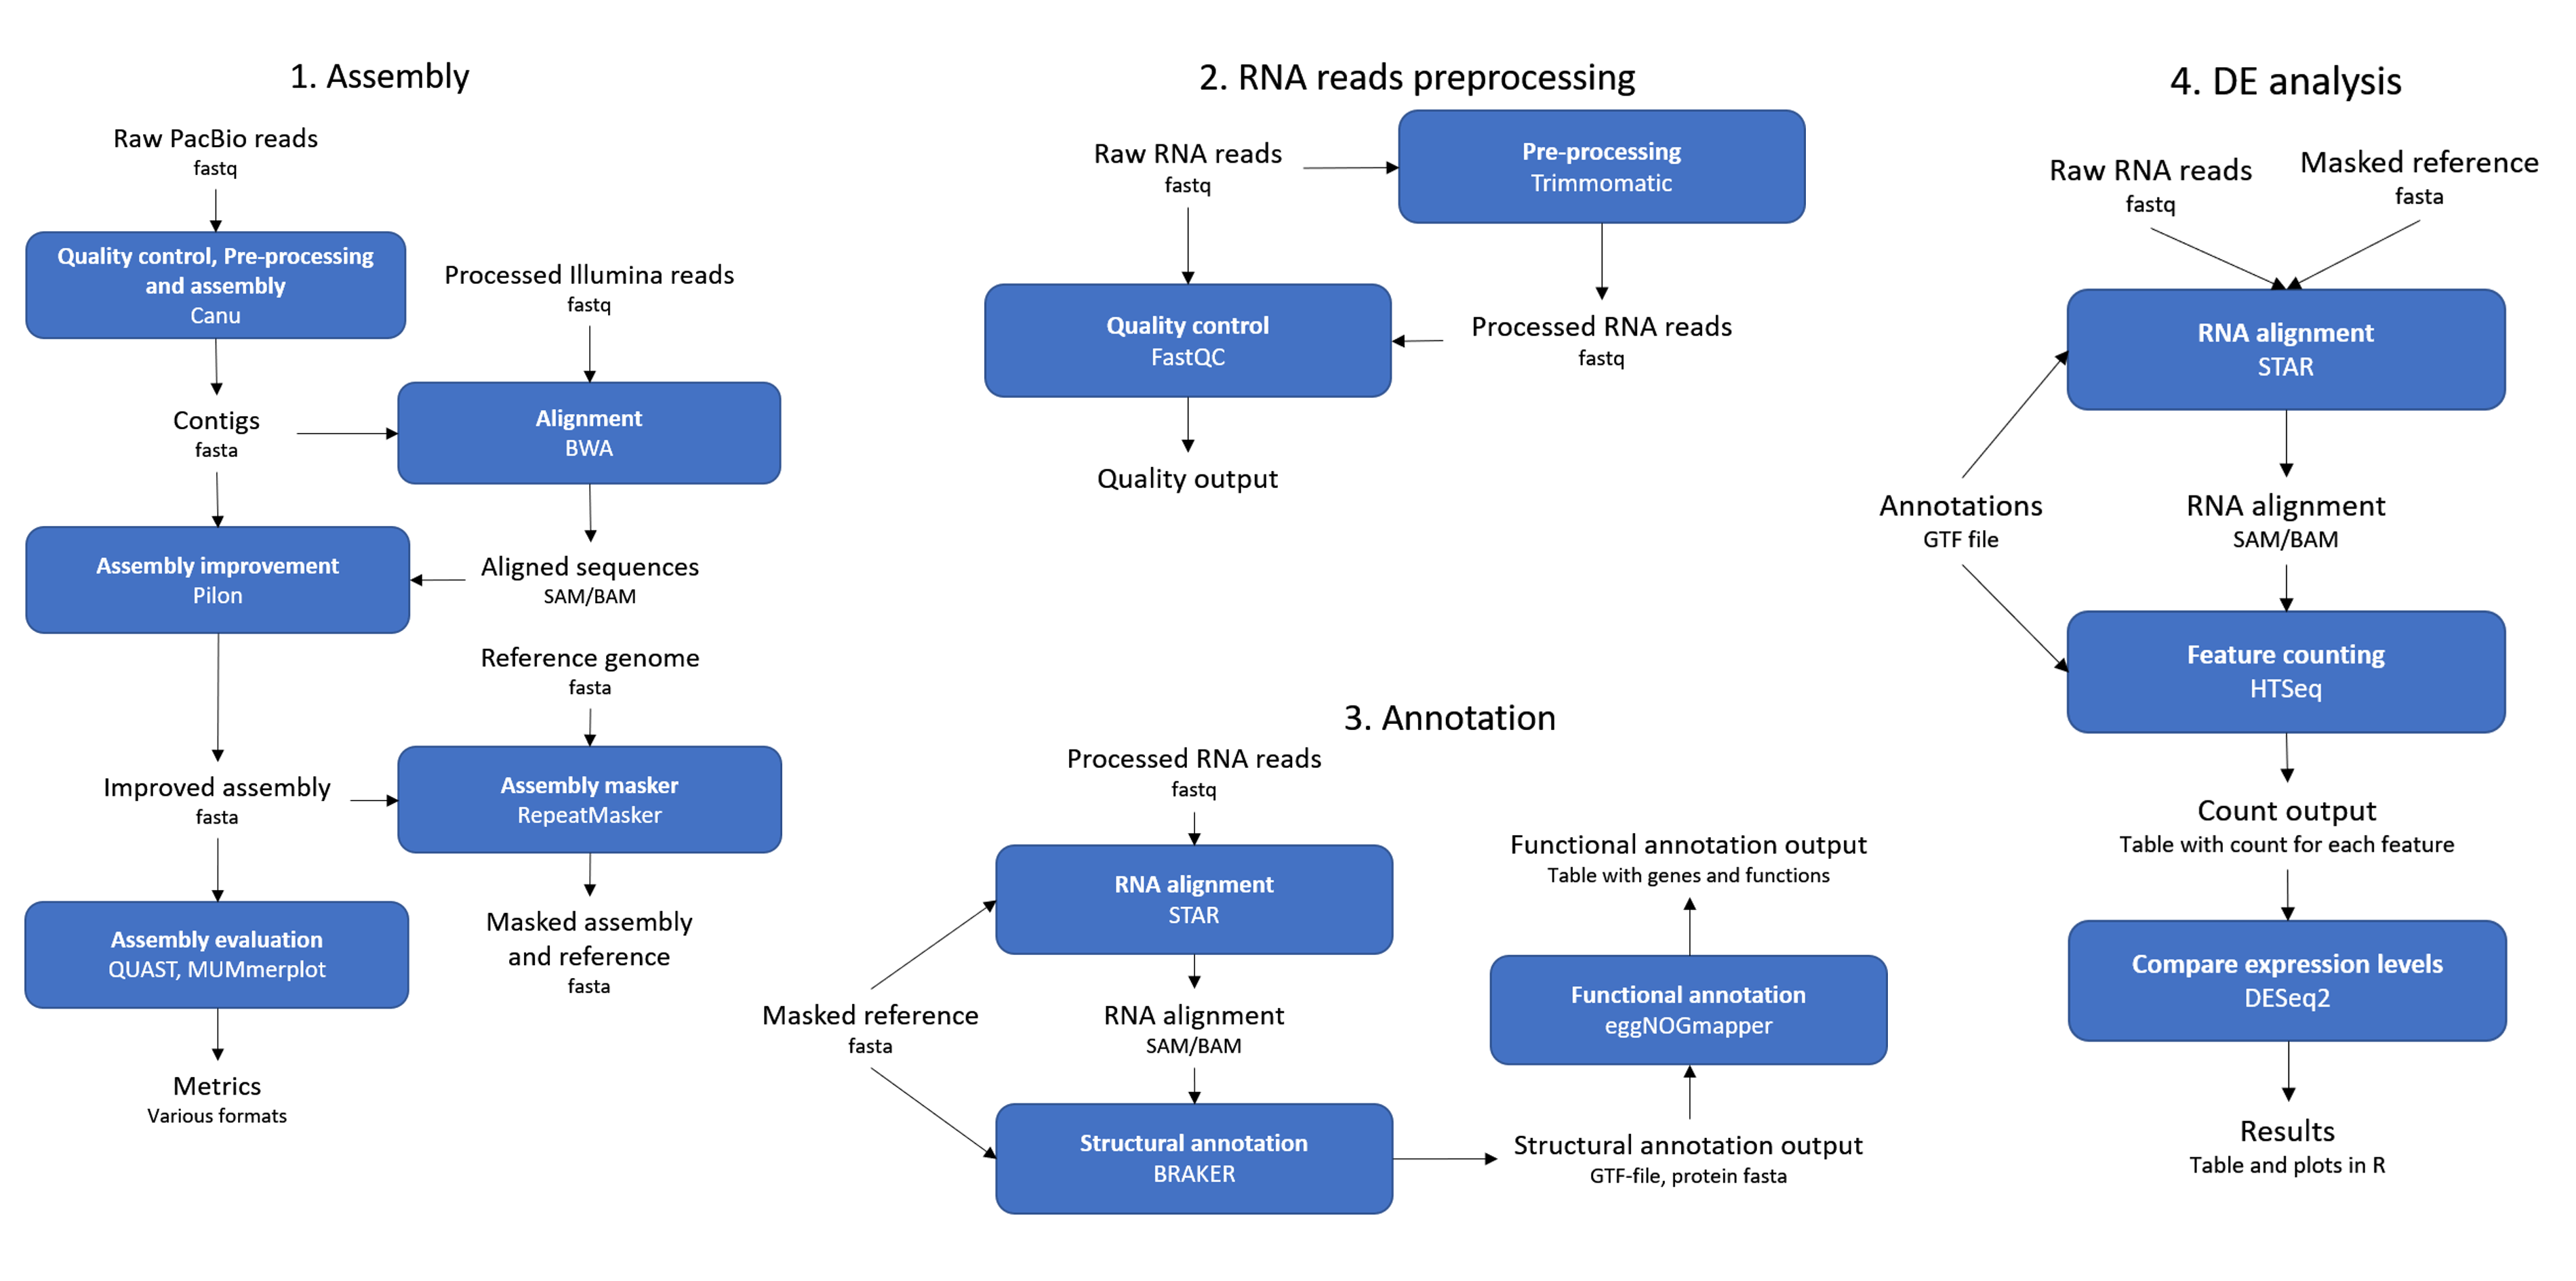 1. Assembly
Raw PacBio reads
fastq
Quality control, Pre-processing
and assembly
Canu
Processed Illumina reads
fastq
Contigs
fasta
Alignment
BWA
Assembly improvement
Pilon
Aligned sequences
SAM/BAM
Reference genome
fasta
Improved assembly
fasta
Assembly masker
RepeatMasker
Assembly evaluation
QUAST, MUMmerplot
Masked assembly
and reference
fasta
Metrics
Various formats
2. RNA reads preprocessing
Raw RNA reads
fastq
Pre-processing
Trimmomatic
Quality control
FastQC
Processed RNA reads
fastq
Quality output
3. Annotation
Processed RNA reads
fastq
RNA alignment
STAR
Masked reference
fasta
RNA alignment
SAM/BAM
Structural annotation
BRAKER
Structural annotation output
GTF-file, protein fasta
Functional annotation
eggNOGmapper
Functional annotation output
Table with genes and functions
4. DE analysis
Raw RNA reads
fastq
Masked reference
fasta
RNA alignment
STAR
Annotations
GTF file
RNA alignment
SAM/BAM
Feature counting
HTSeq
Count output
Table with count for each feature
Compare expression levels
DESeq2
Results
Table and plots in R